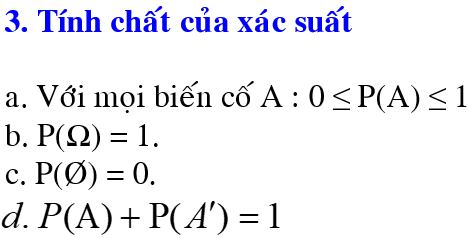 3. Tính chất của xác suất
a. Với mọi biến cố A : 0 ≤ P(A) ≤ 1
b. P(Ω) = 1.
c. P(Ø) = 0.
d. P(A) + P(A′) = 1